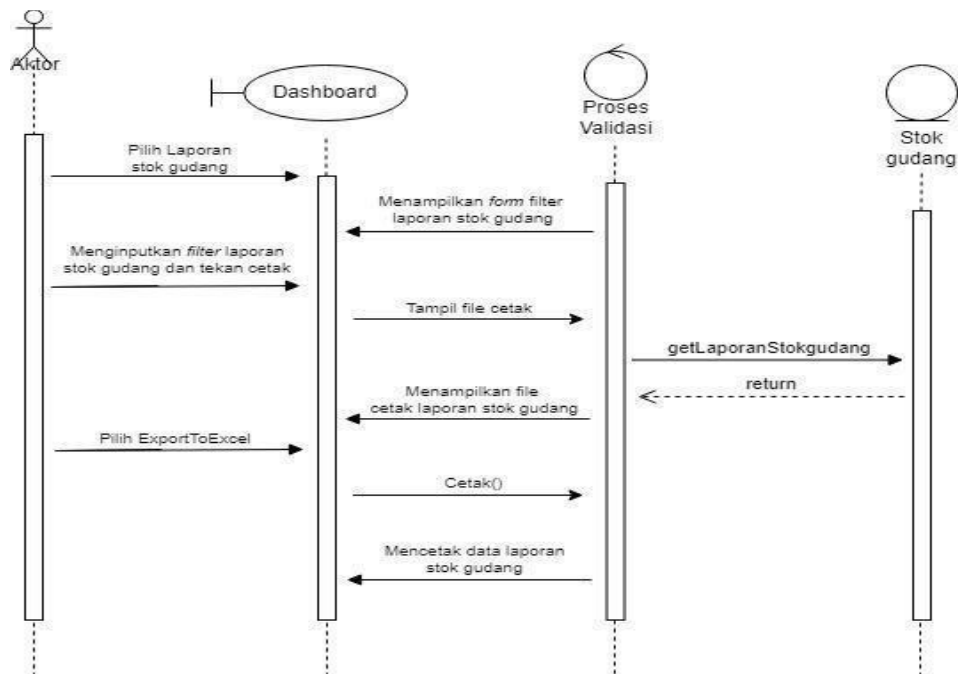 Aktor
Dashboard
Proses
Validasi
Stok
gudang
Pilih Laporan
stok gudang
Menampilkan form filter
laporan stok gudang
Menginputkan filter laporan
stok gudang dan tekan cetak
Tampil file cetak
getLaporanStokgudang
return
Menampilkan file
cetak laporan stok gudang
Pilih ExportToExcel
Cetak()
Mencetak data laporan
stok gudang